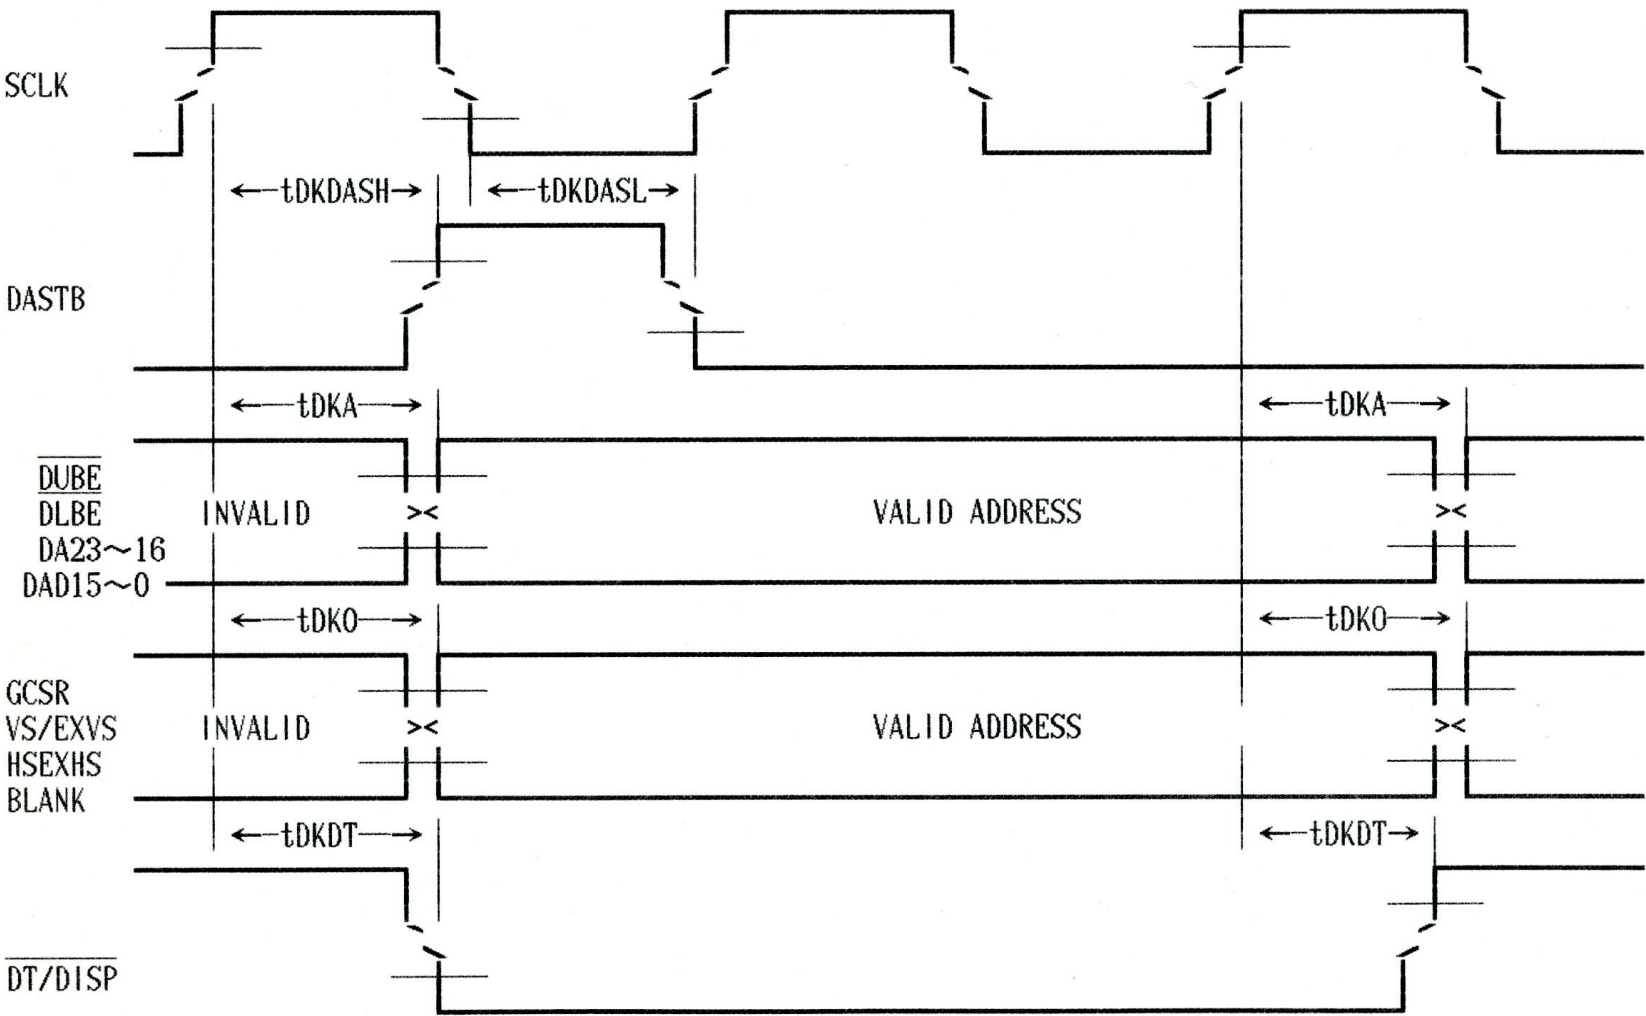 SCLK
tDKDASH tDKDASL
DASTB
tDKA tDKA
DUBE
DLBE INVALID >< VALID ADDRESS ><
DA23～16
DAD15～0
tDKO tDKO
GCSR
VS/EXVS INVALID >< VALID ADDRESS ><
HSEXHS
BLANK
tDKDT tDKDT
DT/DISP